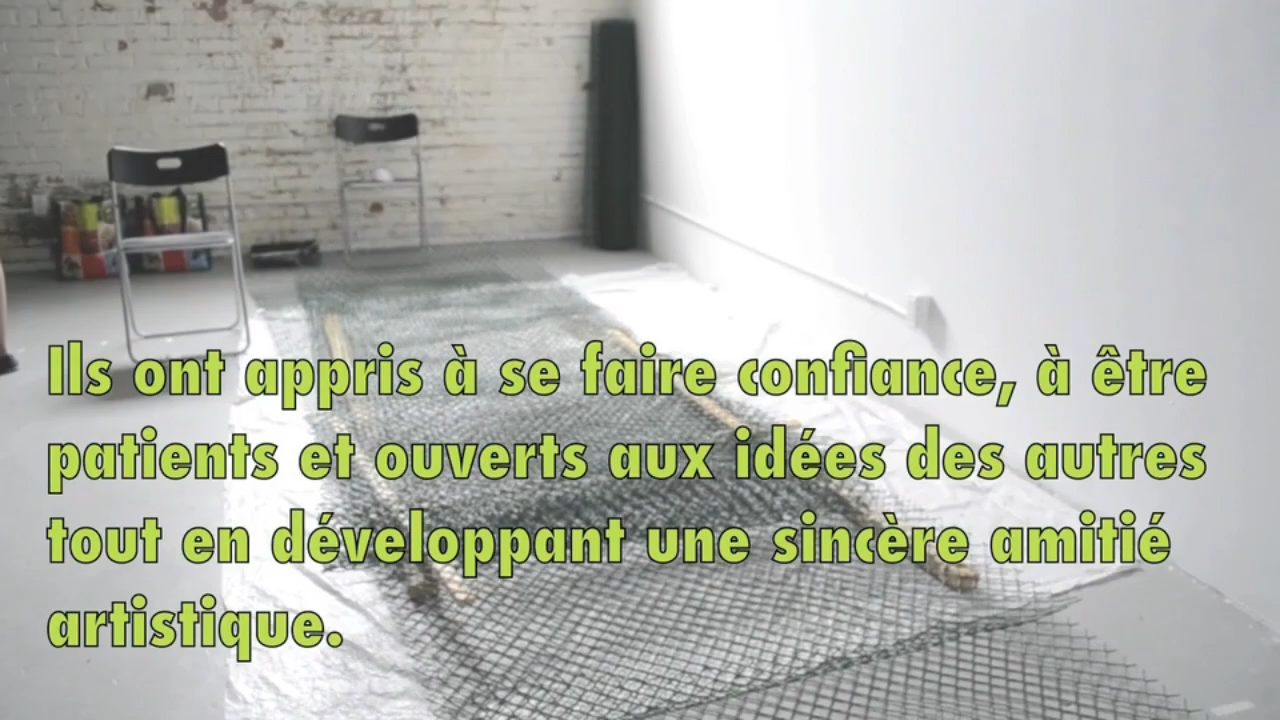 Ils ont appris à se faire confiance, à être
patients et ouverts aux idées des autres
tout en développant une sincère amitié
artistique.